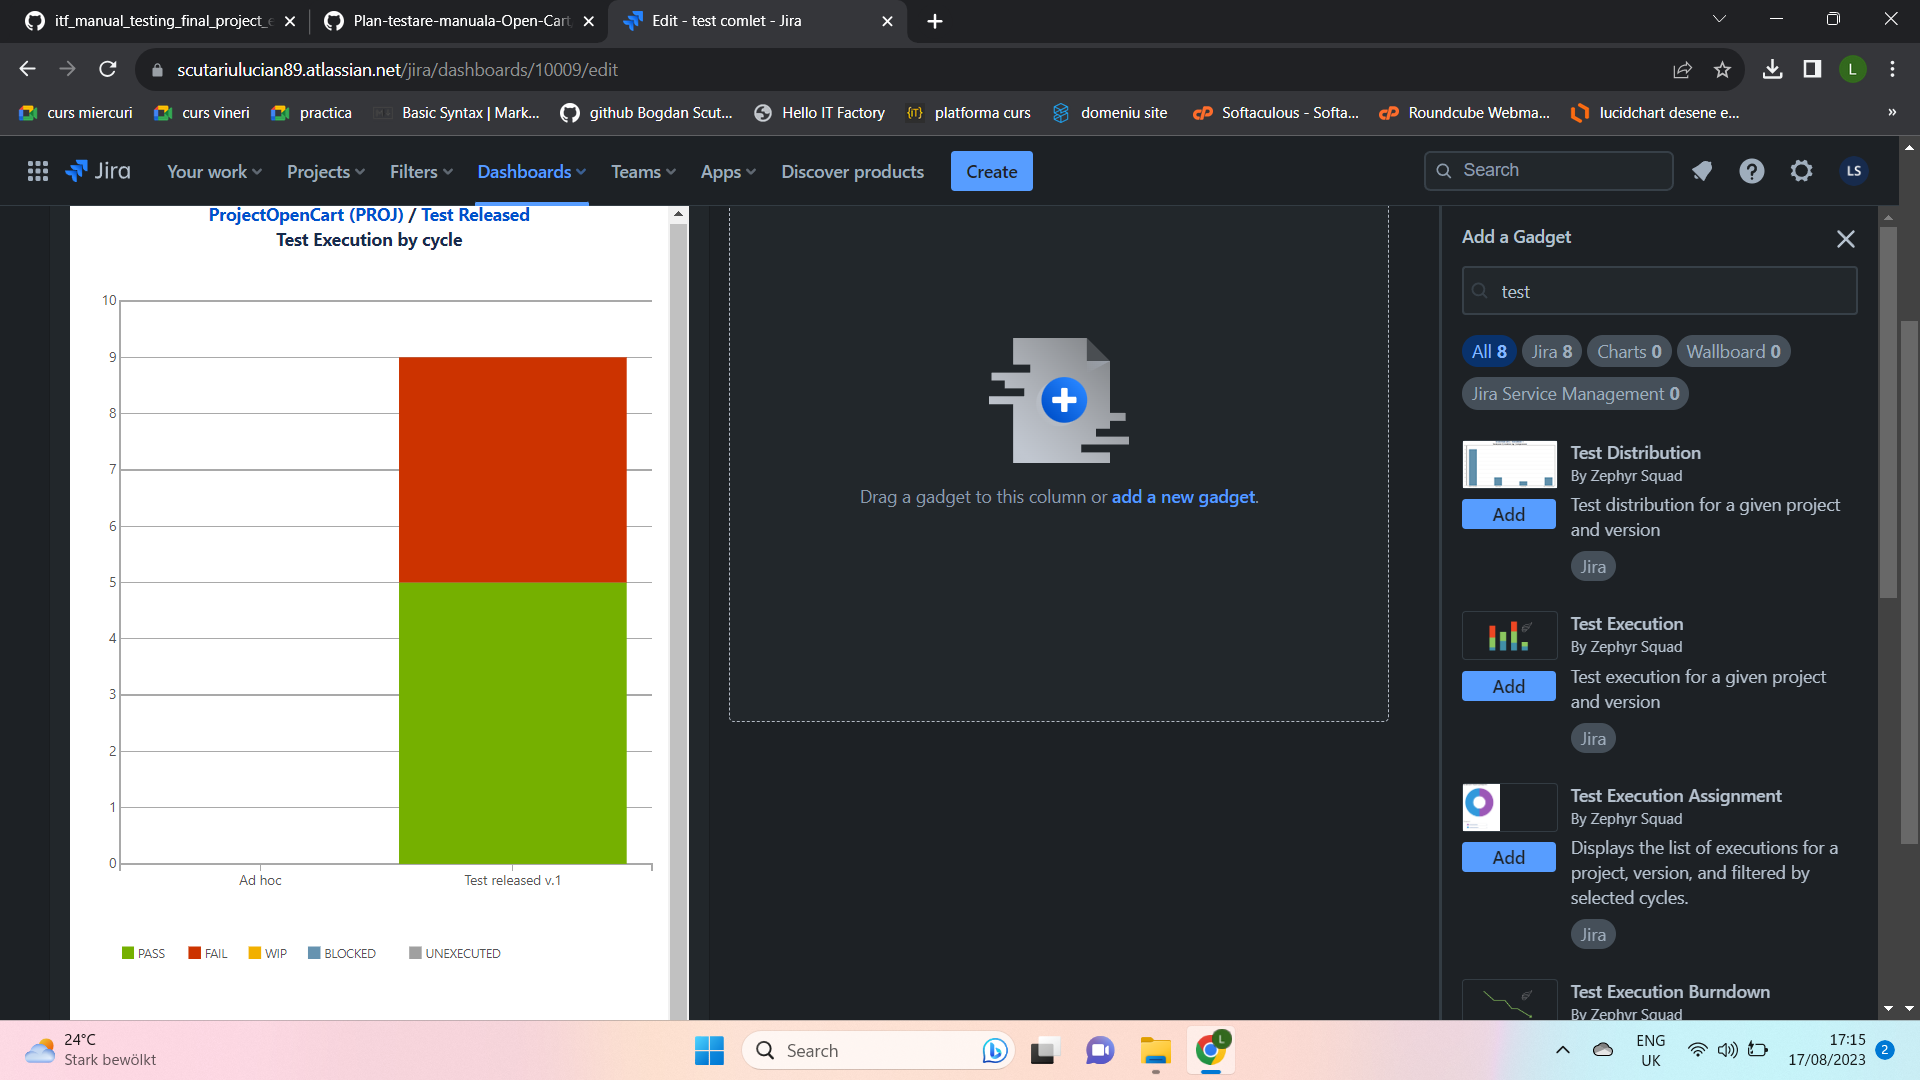 itf_manual_testing_final_project_e
Plan-testare-manuala-Open-Cart
Edit - test comlet - Jira
scutariulucian89.atlassian.net/jira/dashboards/10009/edit
L
curs miercuri
curs vineri
practica
Basic Syntax | Mark...
github Bogdan Scut...
Hello IT Factory
{IT}
platforma curs
domeniu site
Softaculous - Softa...
Roundcube Webma...
lucidchart desene e...
»
Jira
Your work
Projects
Filters
Dashboards
Teams
Apps
Discover products
Create
Search
LS
ProjectOpenCart (PROJ) / Test Released
Test Execution by cycle
10
9
8
7
6
5
4
3
2
1
0
Ad hoc
Test released v.1
PASS
FAIL
WIP
BLOCKED
UNEXECUTED
Drag a gadget to this column or add a new gadget.
Add a Gadget
test
All 8
Jira 8
Charts 0
Wallboard 0
Jira Service Management 0
Test Distribution
By Zephyr Squad
Add
Test distribution for a given project
and version
Jira
Test Execution
By Zephyr Squad
Add
Test execution for a given project
and version
Jira
Test Execution Assignment
By Zephyr Squad
Add
Displays the list of executions for a
project, version, and filtered by
selected cycles.
Jira
Test Execution Burndown
By Zephyr Squad
24°C
Stark bewölkt
Search
L
ENG
UK
17:15
17/08/2023
2